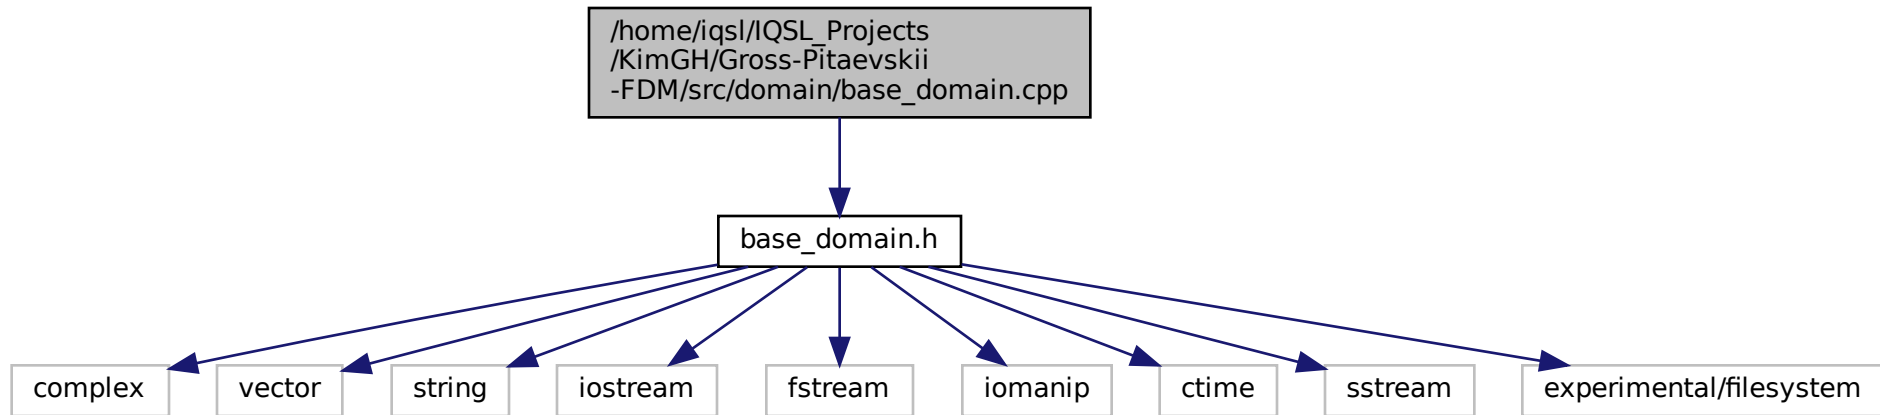 /home/iqsl/IQSL_Projects
/KimGH/Gross-Pitaevskii
-FDM/src/domain/base_domain.cpp
base_domain.h
complex
vector
string
iostream
fstream
iomanip
ctime
sstream
experimental/filesystem